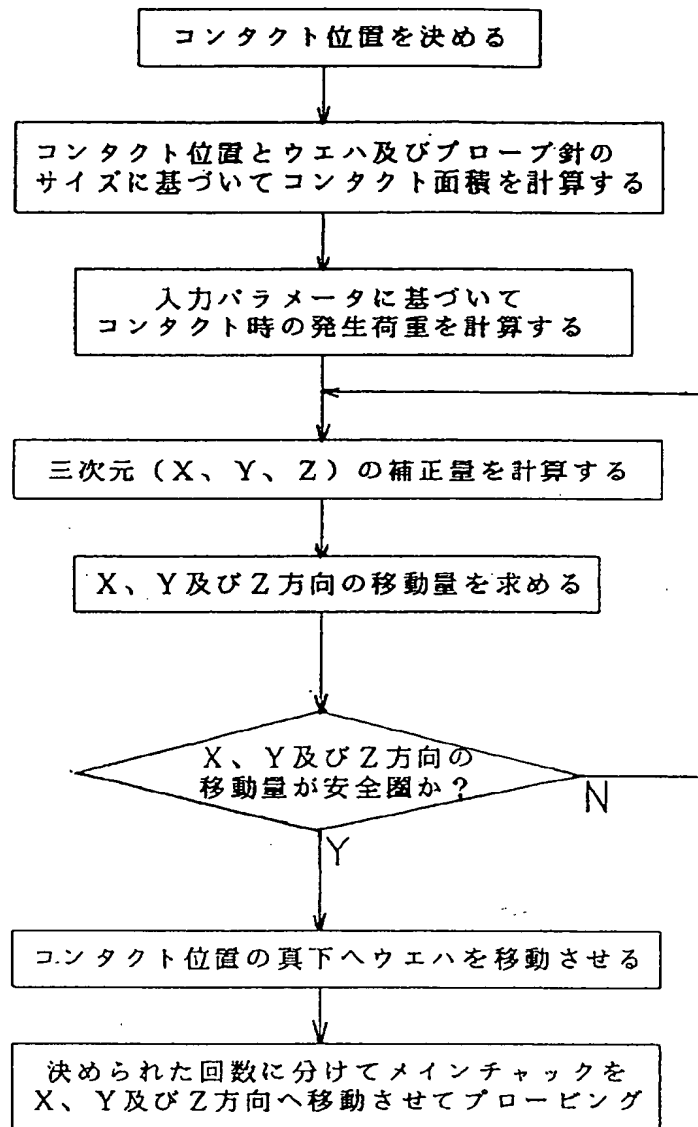 コンタクト位置を決める
コンタクト位置とウエハ及びプローブ針の
サイズに基づいてコンタクト面積を計算する
入力パラメータに基づいて
コンタクト時の発生荷重を計算する
三次元（X、Y、Z）の補正量を計算する
X、Y及びZ方向の移動量を求める
X、Y及びZ方向の
移動量が安全圏か？
N
Y
コンタクト位置の真下へウエハを移動させる
決められた回数に分けてメインチャックを
X、Y及びZ方向へ移動させてプロービング